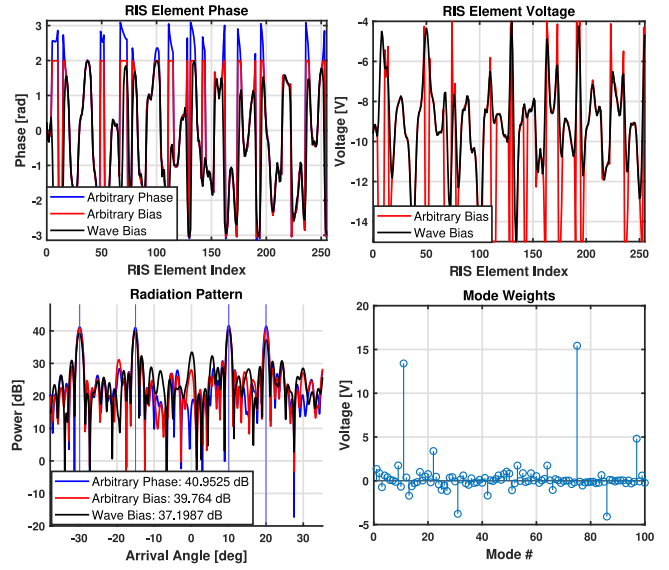 RIS Element Phase
3
2
1
0
-1
-2
-3
Phase [rad]
Arbitrary Phase
Arbitrary Bias
Wave Bias
0
50
100
150
200
250
RIS Element Index
RIS Element Voltage
-4
-6
-8
-10
-12
-14
Voltage [V]
Arbitrary Bias
Wave Bias
0
50
100
150
200
250
RIS Element Index
Radiation Pattern
40
30
20
10
0
-10
-20
Power [dB]
Arbitrary Phase: 40.9525 dB
Arbitrary Bias: 39.764 dB
Wave Bias: 37.1987 dB
-30
-20
-10
0
10
20
30
Arrival Angle [deg]
Mode Weights
20
15
10
5
0
-5
Voltage [V]
0
20
40
60
80
100
Mode #